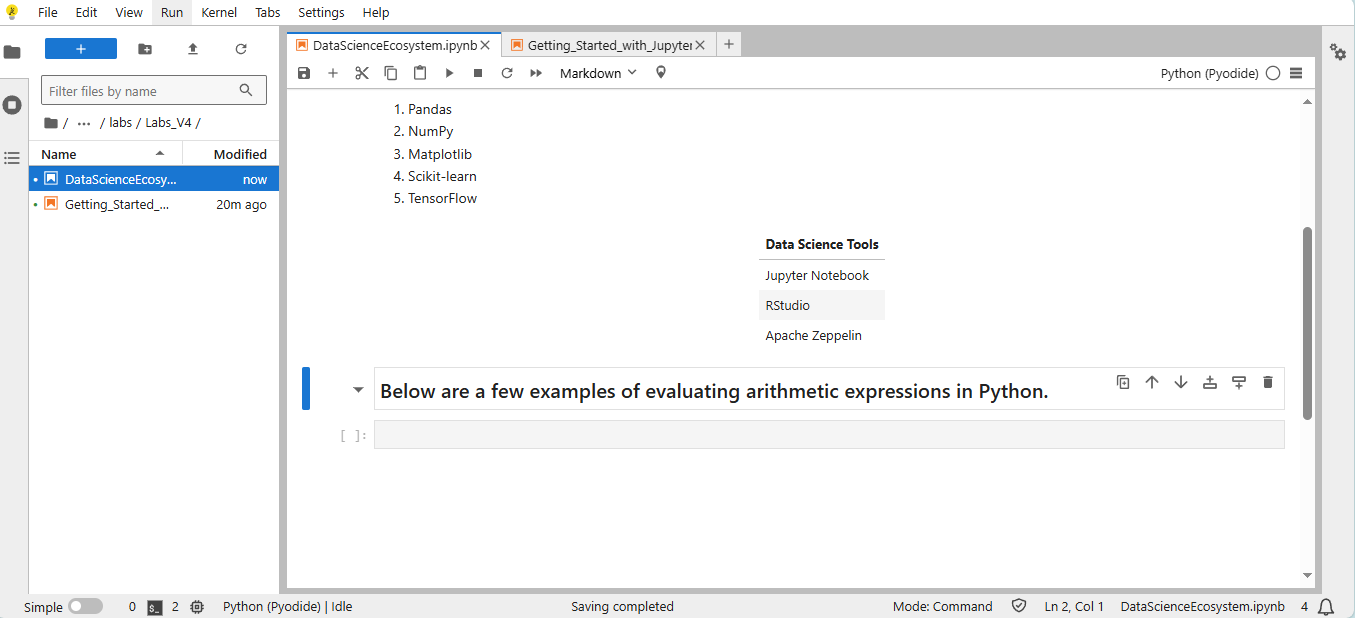 File Edit View Run Kernel Tabs Settings Help
DataScienceEcosystem.ipynb
Getting_Started_with_Jupyter
Markdown
Python (Pyodide)
Filter files by name
/ ... / labs / Labs_V4 /
Name Modified
DataScienceEcosy... now
Getting_Started_... 20m ago
1. Pandas
2. NumPy
3. Matplotlib
4. Scikit-learn
5. TensorFlow
Data Science Tools
Jupyter Notebook
RStudio
Apache Zeppelin
Below are a few examples of evaluating arithmetic expressions in Python.
[ ]:
Simple 0 $_ 2 Python (Pyodide) | Idle Saving completed Mode: Command Ln 2, Col 1 DataScienceEcosystem.ipynb 4